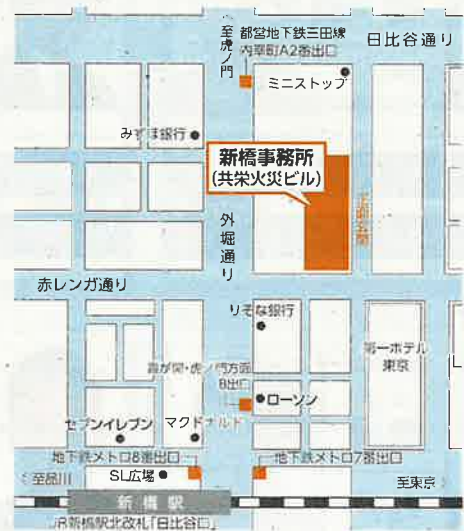 至虎ノ門
都営地下鉄三田線
内幸町A2番出口
日比谷通り
ミニストップ
みずほ銀行
新橋事務所
(共栄火災ビル)
正面玄関
外堀通り
赤レンガ通り
りそな銀行
第一ホテル
東京
霞が関・虎ノ門方面
8出口
ローソン
セブンイレブン
マクドナルド
地下鉄メトロ8番出口
地下鉄メトロ7番出口
SL広場
至品川
至東京
新橋駅
JR新橋駅北改札「日比谷口」